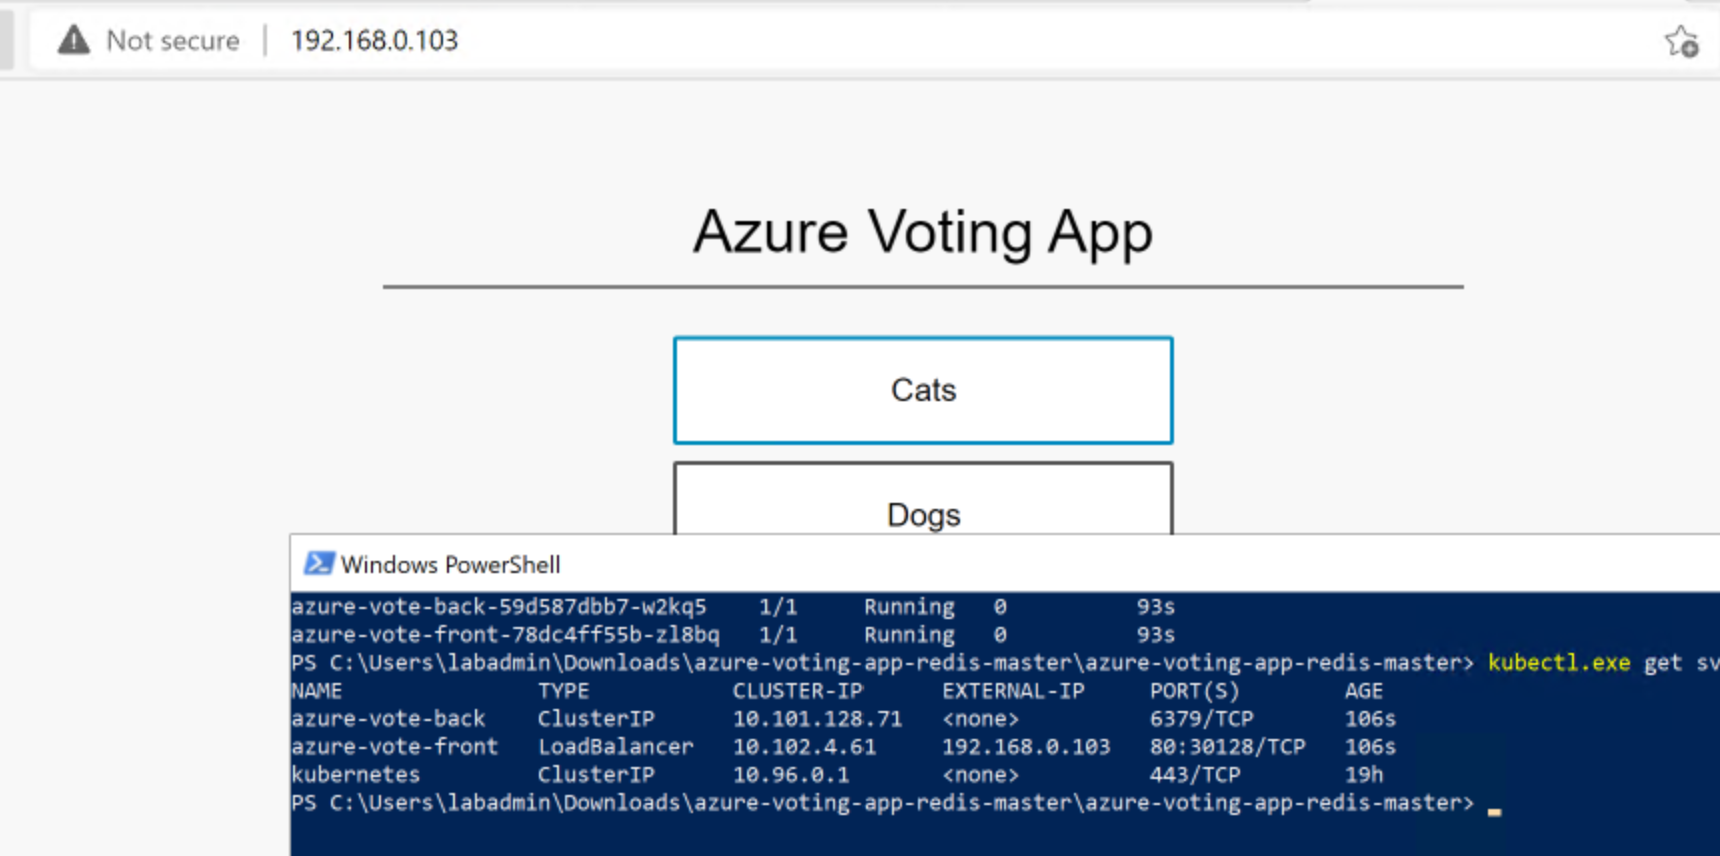 Not secure | 192.168.0.103
Azure Voting App
Cats
Dogs
Windows PowerShell
azure-vote-back-59d587dbb7-w2kq5 1/1 Running 0 93s
azure-vote-front-78dc4ff55b-zl8bq 1/1 Running 0 93s
PS C:\Users\labadmin\Downloads\azure-voting-app-redis-master\azure-voting-app-redis-master> kubectl.exe get sv
NAME TYPE CLUSTER-IP EXTERNAL-IP PORT(S) AGE
azure-vote-back ClusterIP 10.101.128.71 <none> 6379/TCP 106s
azure-vote-front LoadBalancer 10.102.4.61 192.168.0.103 80:30128/TCP 106s
kubernetes ClusterIP 10.96.0.1 <none> 443/TCP 19h
PS C:\Users\labadmin\Downloads\azure-voting-app-redis-master\azure-voting-app-redis-master>